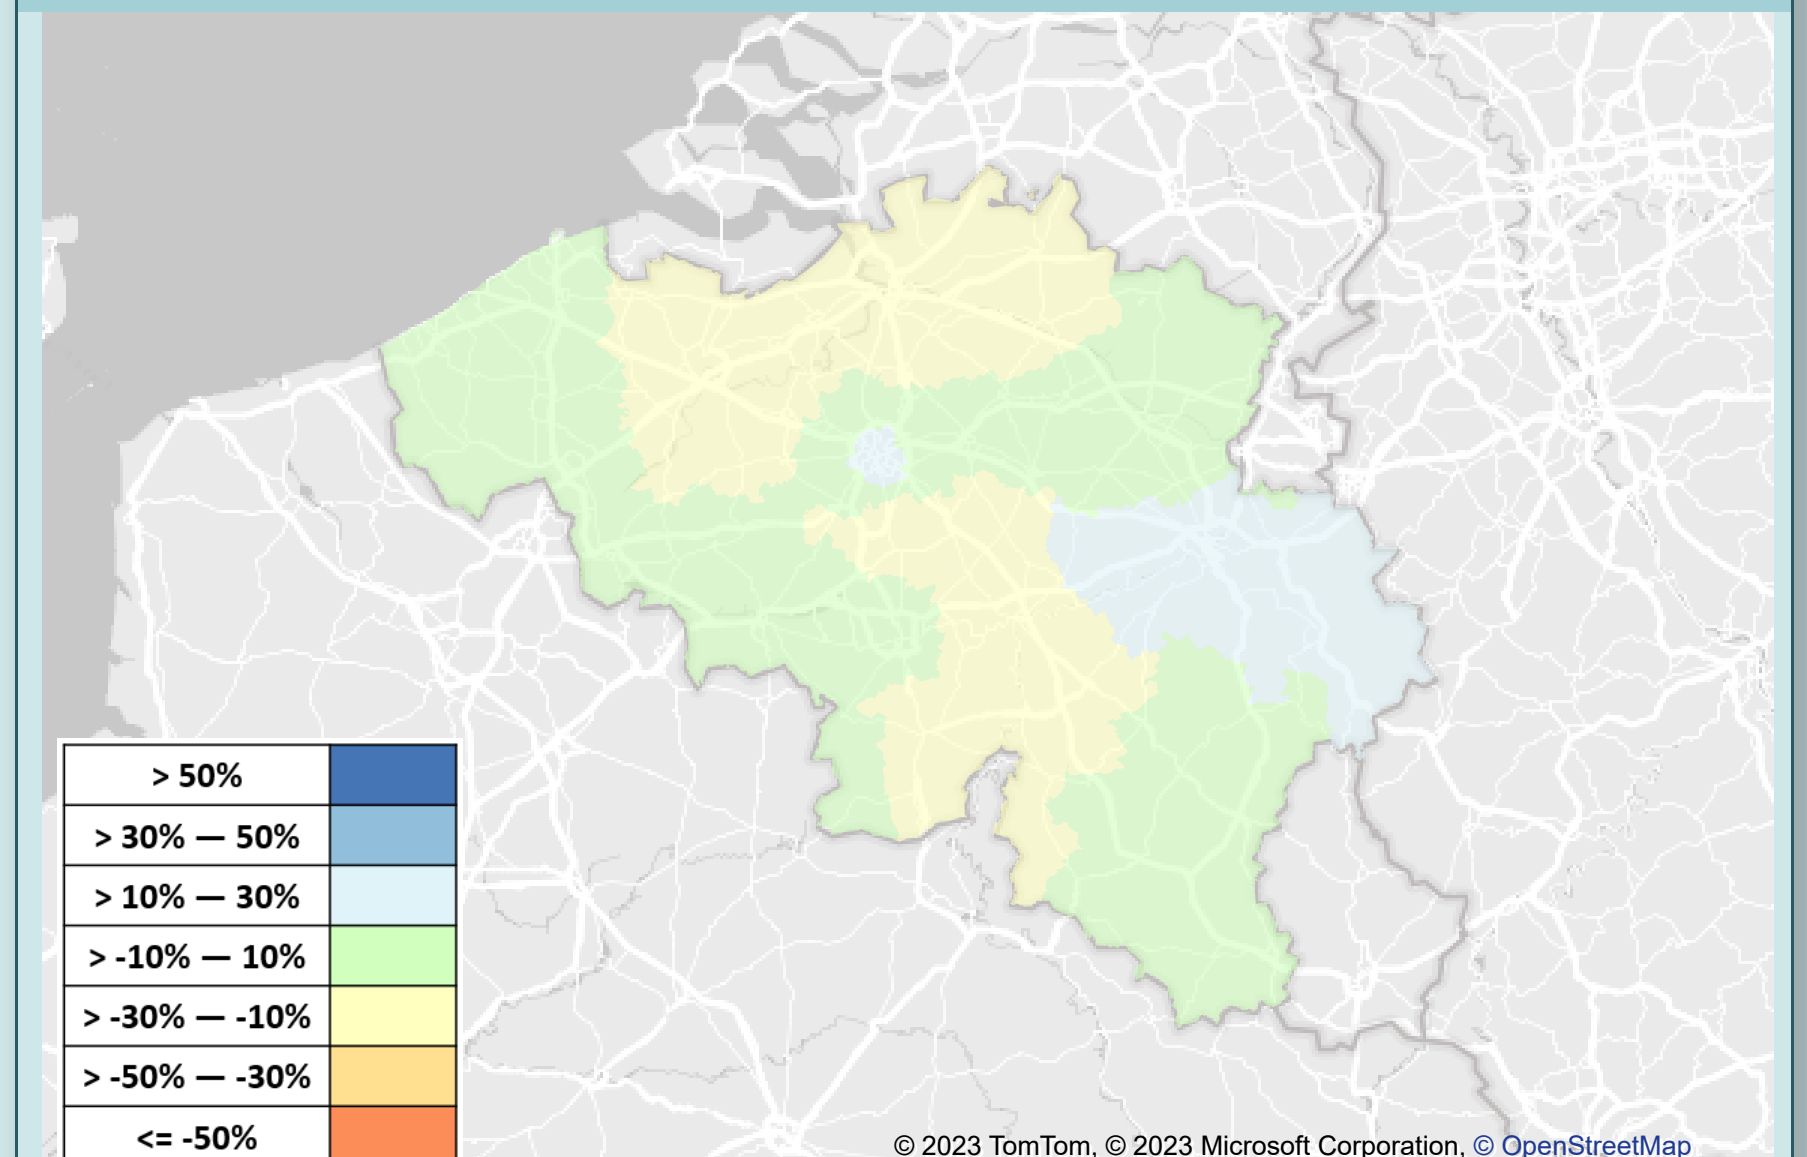 > 50%
> 30% — 50%
> 10% — 30%
> -10% — 10%
> -30% — -10%
> -50% — -30%
<= -50%
© 2023 TomTom, © 2023 Microsoft Corporation, © OpenStreetMap